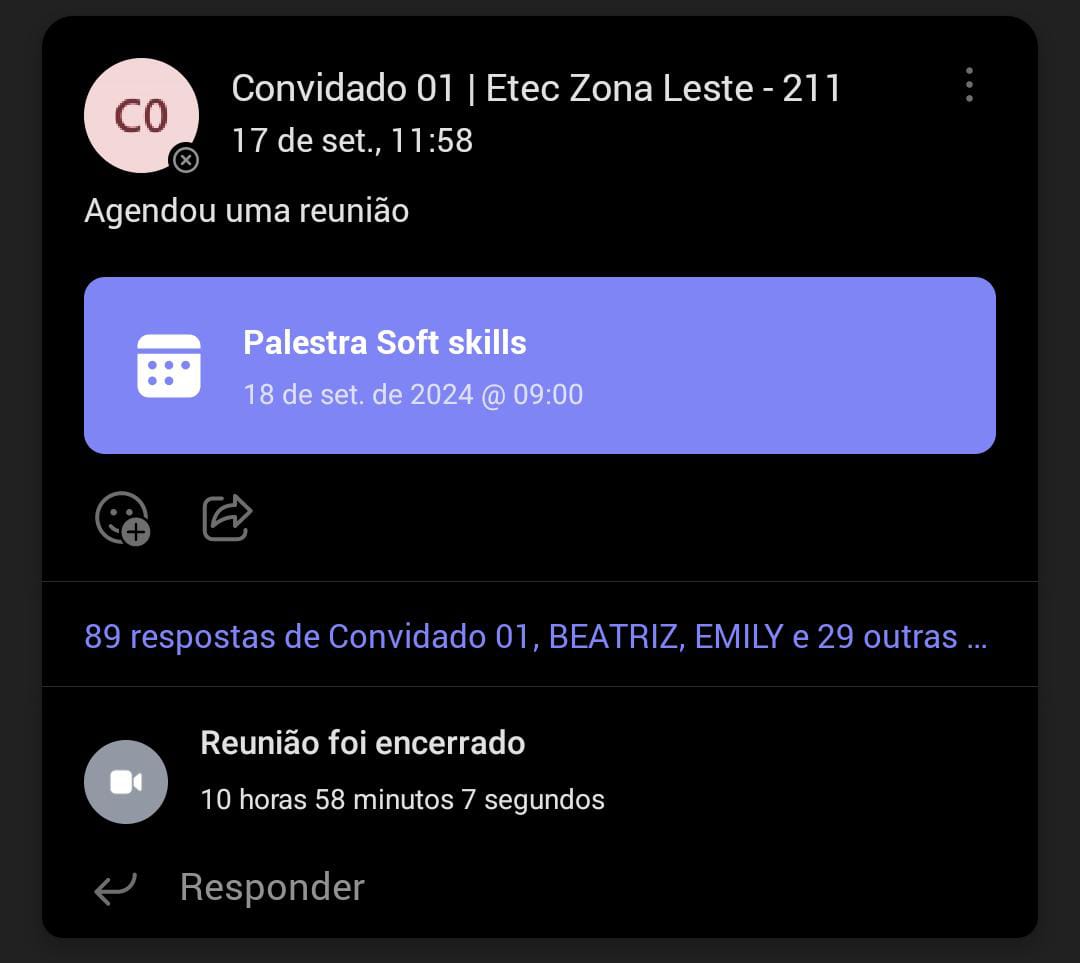 C0
Convidado 01 | Etec Zona Leste - 211
17 de set., 11:58
Agendou uma reunião
Palestra Soft skills
18 de set. de 2024 @ 09:00
89 respostas de Convidado 01, BEATRIZ, EMILY e 29 outras ...
Reunião foi encerrado
10 horas 58 minutos 7 segundos
Responder